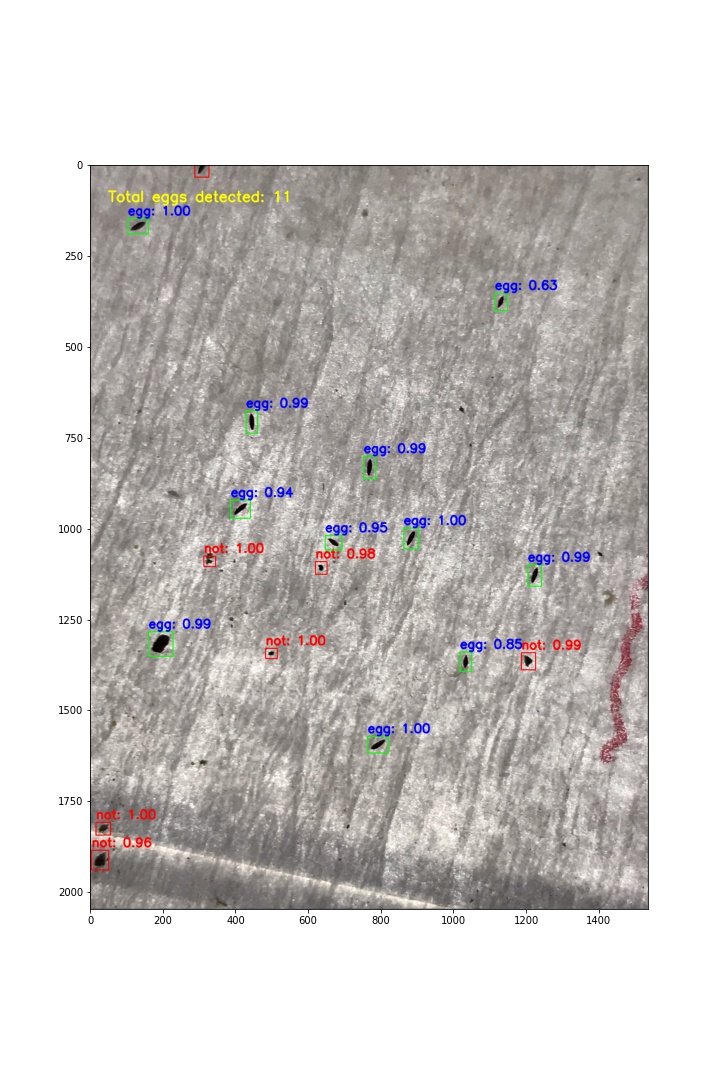 0
Total eggs detected: 11
egg: 1.00
250
egg: 0.63
500
egg: 0.99
750
egg: 0.99
egg: 0.94
egg: 1.00
egg: 0.95
1000
not: 1.00
not: 0.98
egg: 0.99
1250
egg: 0.99
not: 1.00
egg: 0.85
not: 0.99
1500
egg: 1.00
1750
not: 1.00
not: 0.96
2000
0 200 400 600 800 1000 1200 1400